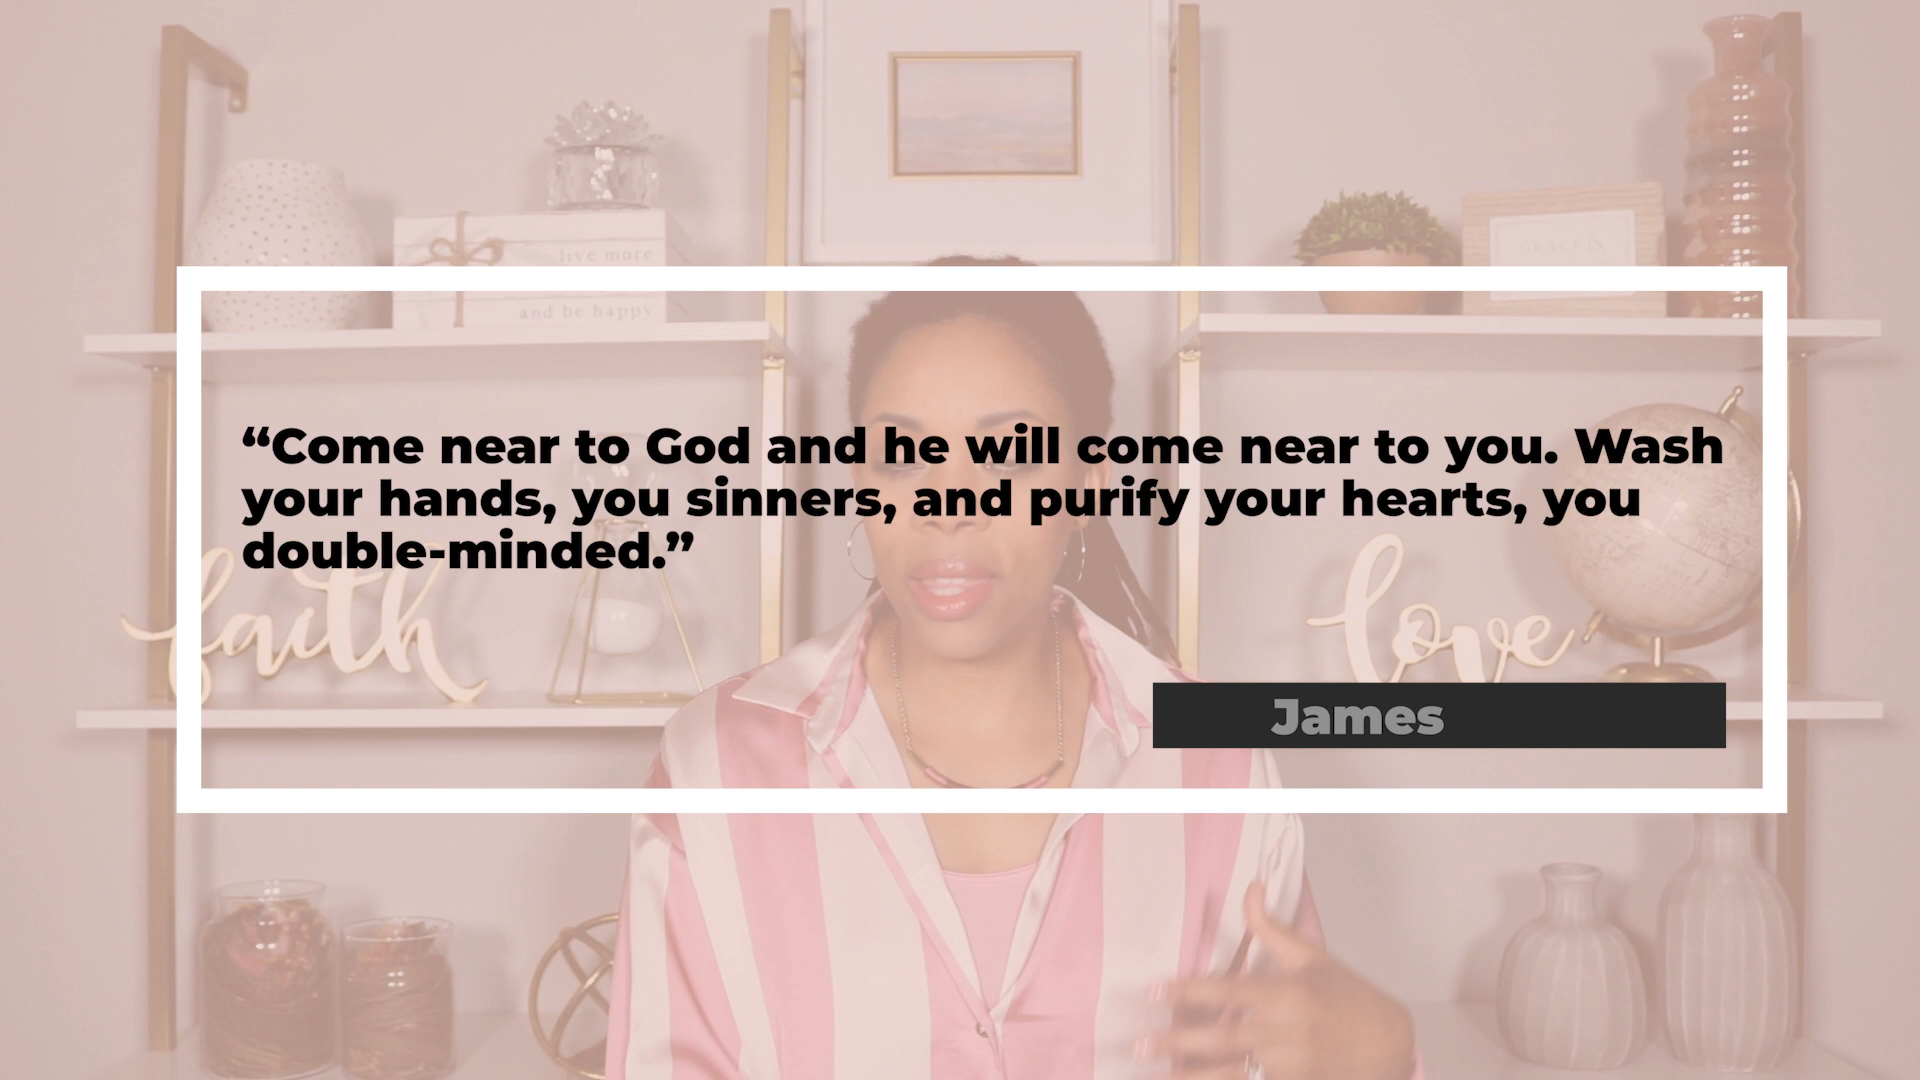 live more
and be happy
“Come near to God and he will come near to you. Wash
your hands, you sinners, and purify your hearts, you
double-minded.”
faith
love
James